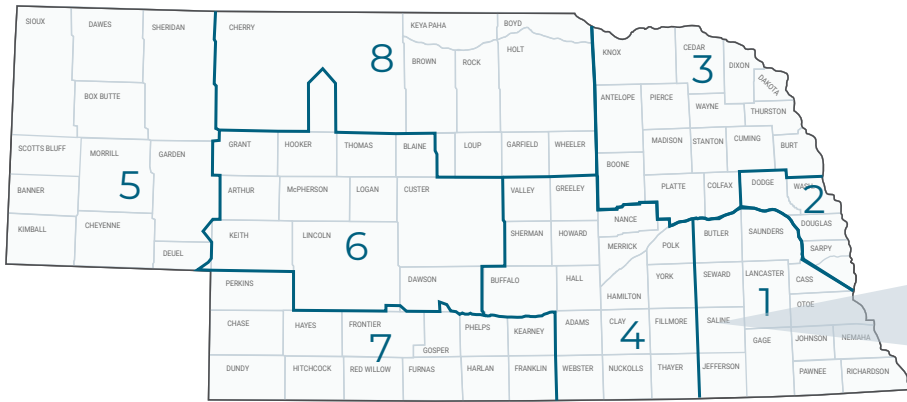 SIOUX
DAWES
SHERIDAN
CHERRY
KEYA PAHA
BOYD
BROWN
ROCK
HOLT
8
KNOX
CEDAR
3
DIXON
DAKOTA
BOX BUTTE
ANTELOPE
PIERCE
WAYNE
THURSTON
SCOTTS BLUFF
MORRILL
GARDEN
GRANT
HOOKER
THOMAS
BLAINE
LOUP
GARFIELD
WHEELER
BOONE
MADISON
STANTON
CUMING
BURT
BANNER
5
ARTHUR
McPHERSON
LOGAN
CUSTER
VALLEY
GREELEY
PLATTE
COLFAX
DODGE
WASH
2
NANCE
DOUGLAS
KIMBALL
CHEYENNE
DEUEL
KEITH
LINCOLN
6
SHERMAN
HOWARD
MERRICK
POLK
BUTLER
SAUNDERS
SARPY
PERKINS
DAWSON
BUFFALO
HALL
HAMILTON
YORK
SEWARD
LANCASTER
CASS
1
OTOE
CHASE
HAYES
FRONTIER
GOSPER
PHELPS
KEARNEY
ADAMS
CLAY
4
FILLMORE
SALINE
GAGE
JOHNSON
NEMAHA
7
DUNDY
HITCHCOCK
RED WILLOW
FURNAS
HARLAN
FRANKLIN
WEBSTER
NUCKOLLS
THAYER
JEFFERSON
PAWNEE
RICHARDSON